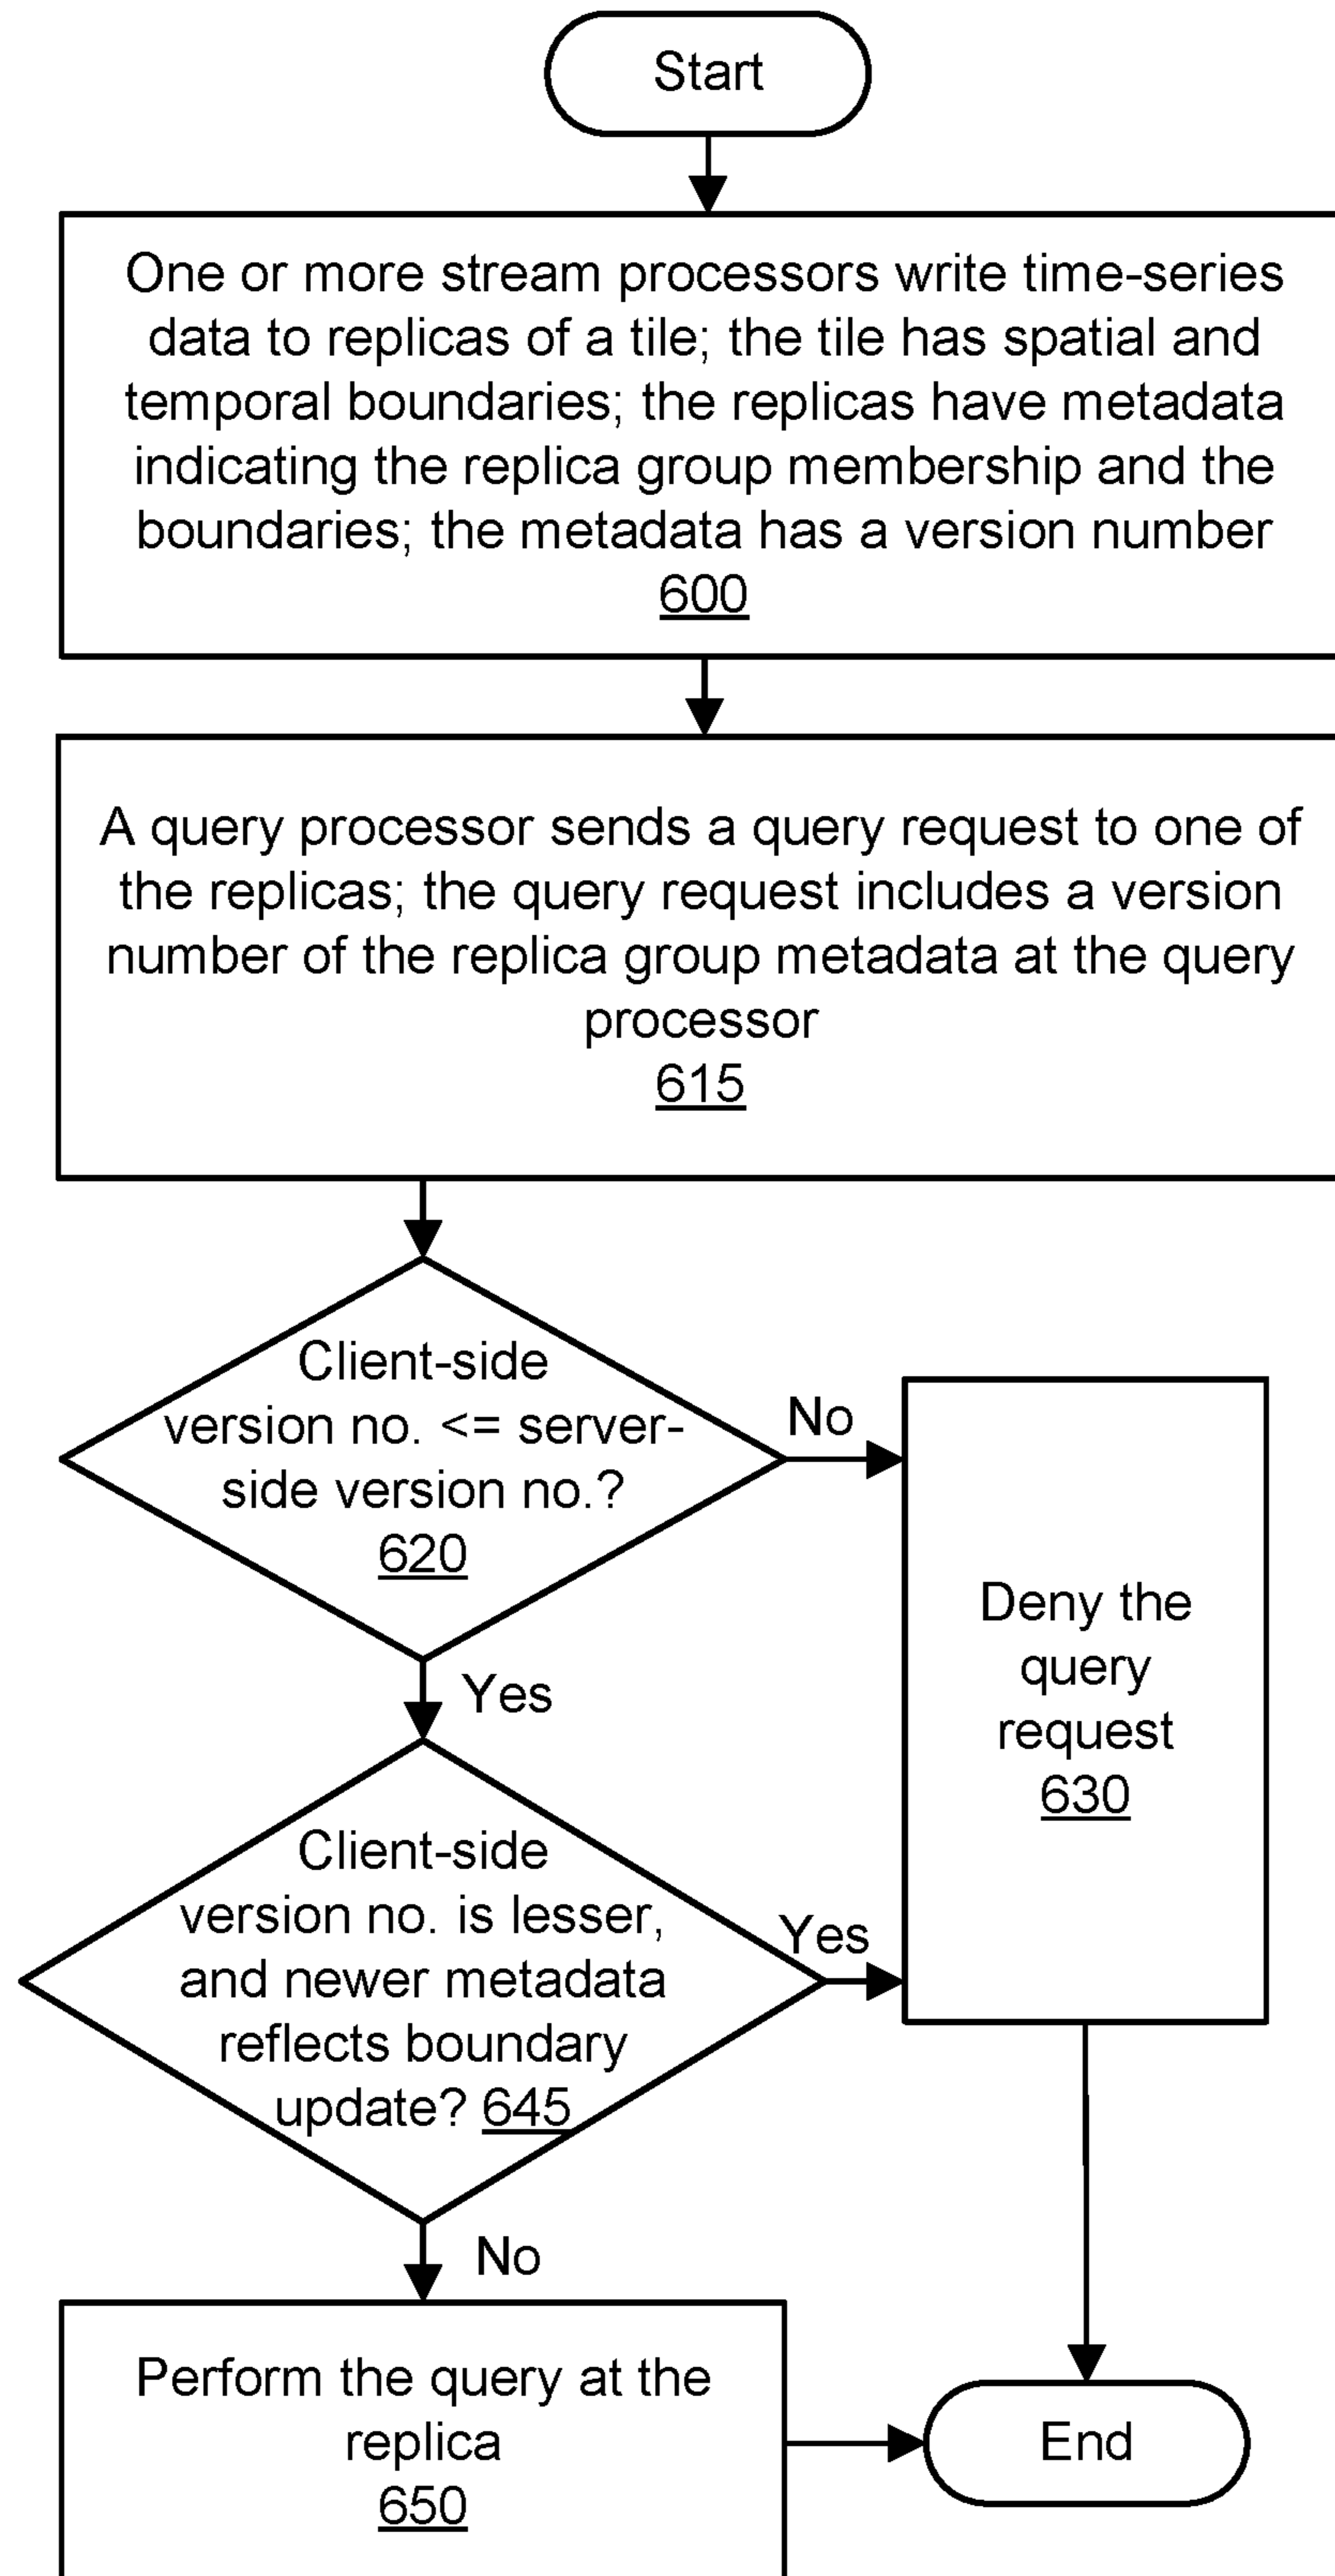 Start
One or more stream processors write time-series
data to replicas of a tile; the tile has spatial and
temporal boundaries; the replicas have metadata
indicating the replica group membership and the
boundaries; the metadata has a version number
600
A query processor sends a query request to one of
the replicas; the query request includes a version
number of the replica group metadata at the query
processor
615
Client-side
version no. <= server-
side version no.?
620
No
Yes
Deny the
query
request
630
Client-side
version no. is lesser,
and newer metadata
reflects boundary
update? 645
Yes
No
Perform the query at the
replica
650
End